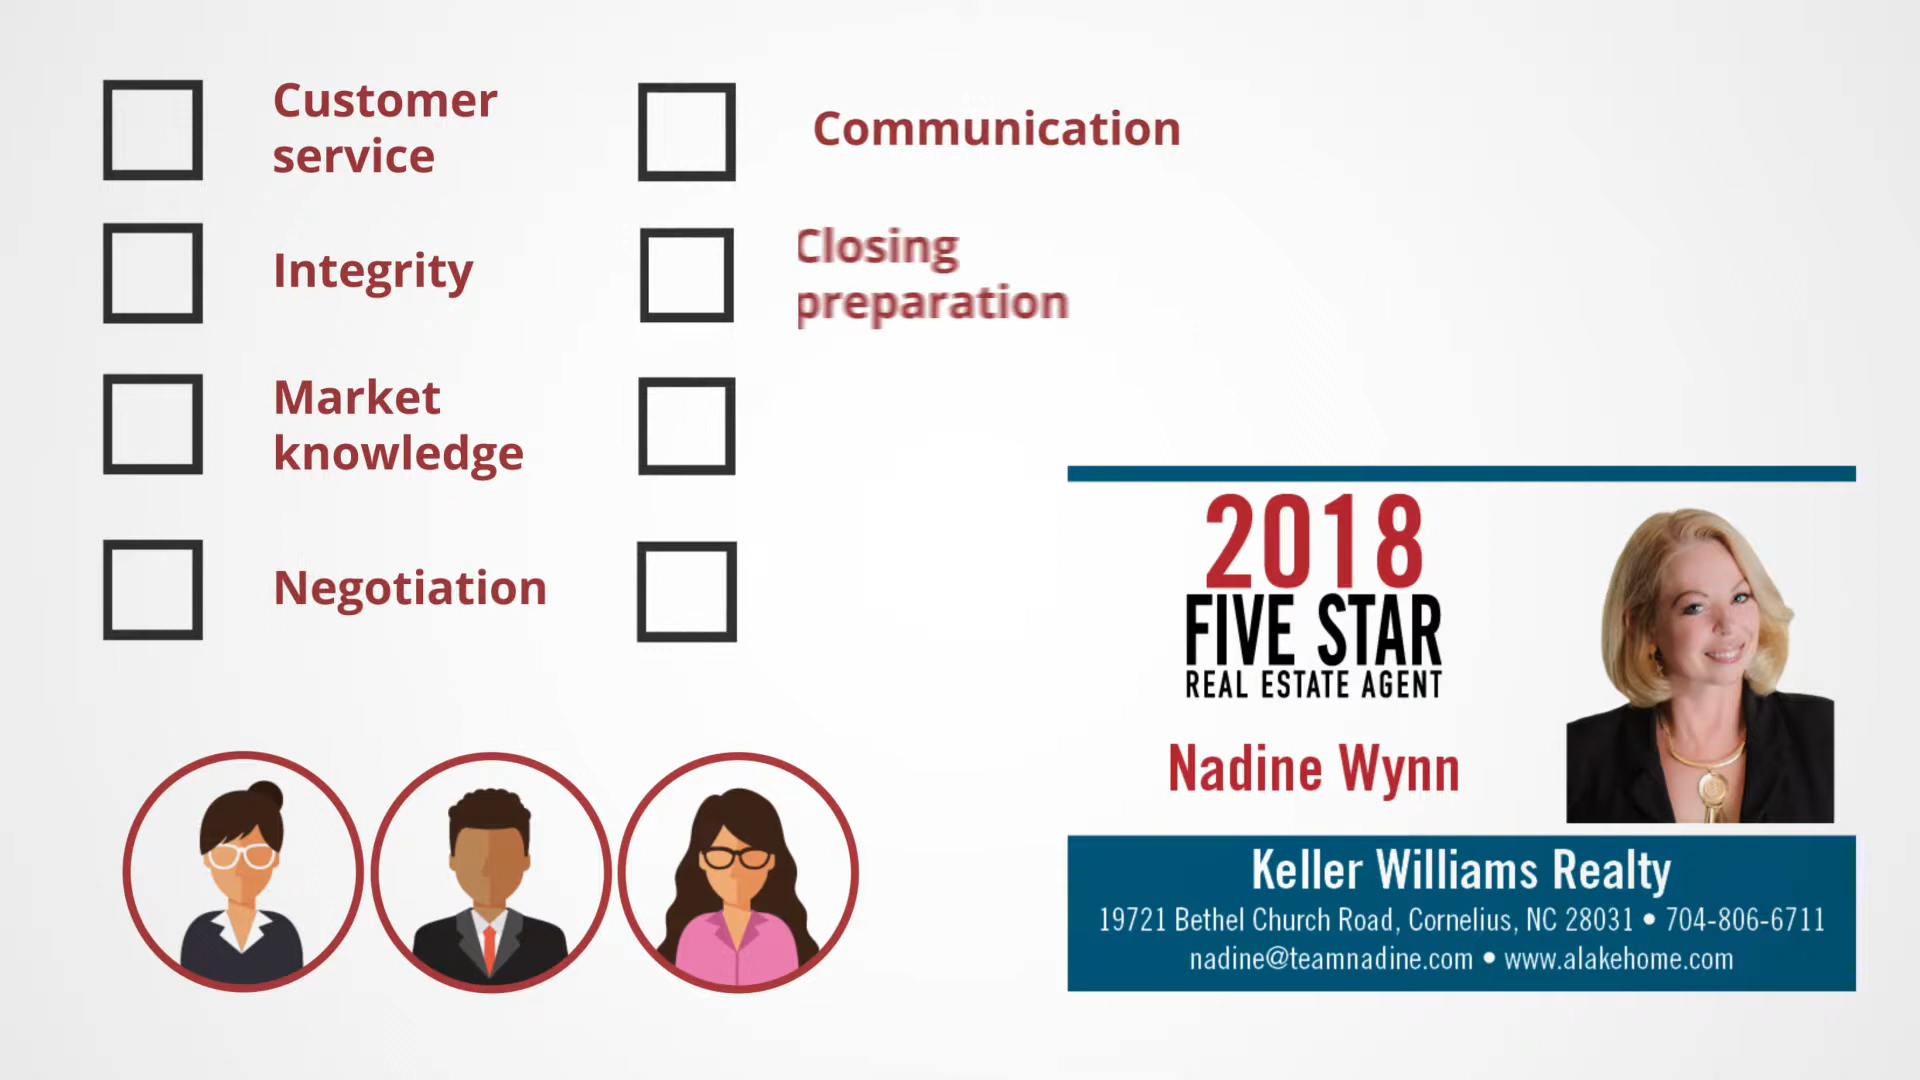 Customer
service
Integrity
Market
knowledge
Negotiation
Communication
Closing
preparation
2018
FIVE STAR
REAL ESTATE AGENT
Nadine Wynn
Keller Williams Realty
19721 Bethel Church Road, Cornelius, NC 28031 • 704-806-6711
nadine@teamnadine.com • www.alakehome.com